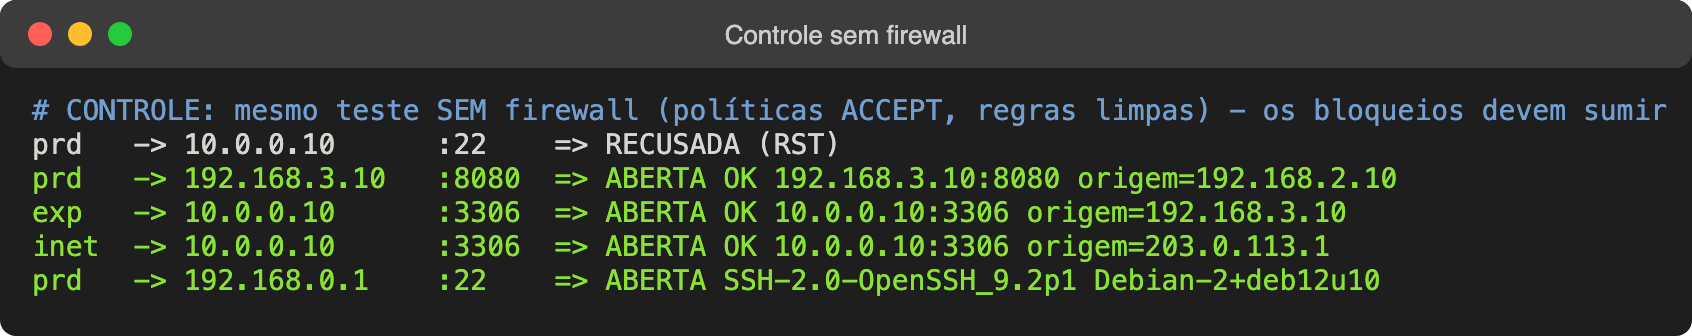 Controle sem firewall
# CONTROLE: mesmo teste SEM firewall (políticas ACCEPT, regras limpas) - os bloqueios devem sumir
prd   -> 10.0.0.10      :22    => RECUSADA (RST)
prd   -> 192.168.3.10   :8080  => ABERTA OK 192.168.3.10:8080 origem=192.168.2.10
exp   -> 10.0.0.10      :3306  => ABERTA OK 10.0.0.10:3306 origem=192.168.3.10
inet  -> 10.0.0.10      :3306  => ABERTA OK 10.0.0.10:3306 origem=203.0.113.1
prd   -> 192.168.0.1    :22    => ABERTA SSH-2.0-OpenSSH_9.2p1 Debian-2+deb12u10